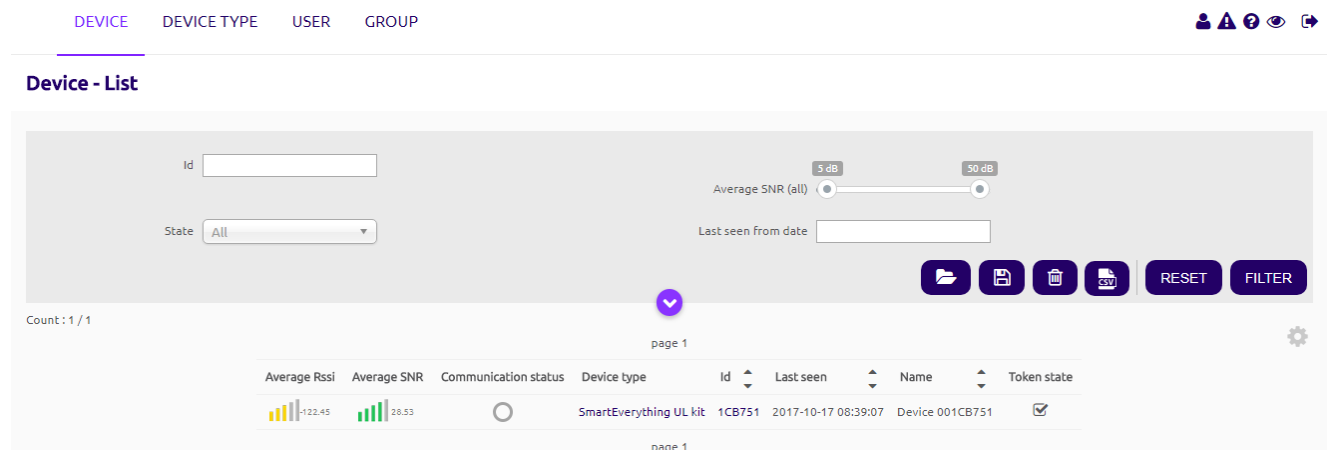 DEVICE DEVICE TYPE USER GROUP
Device - List
Id
5 dB 50 dB
Average SNR (all)
State All
Last seen from date
CSV RESET FILTER
Count : 1 / 1
page 1
Average Rssi Average SNR Communication status Device type Id Last seen Name Token state
-122.45 28.53 SmartEverything UL kit 1CB751 2017-10-17 08:39:07 Device 001CB751
page 1